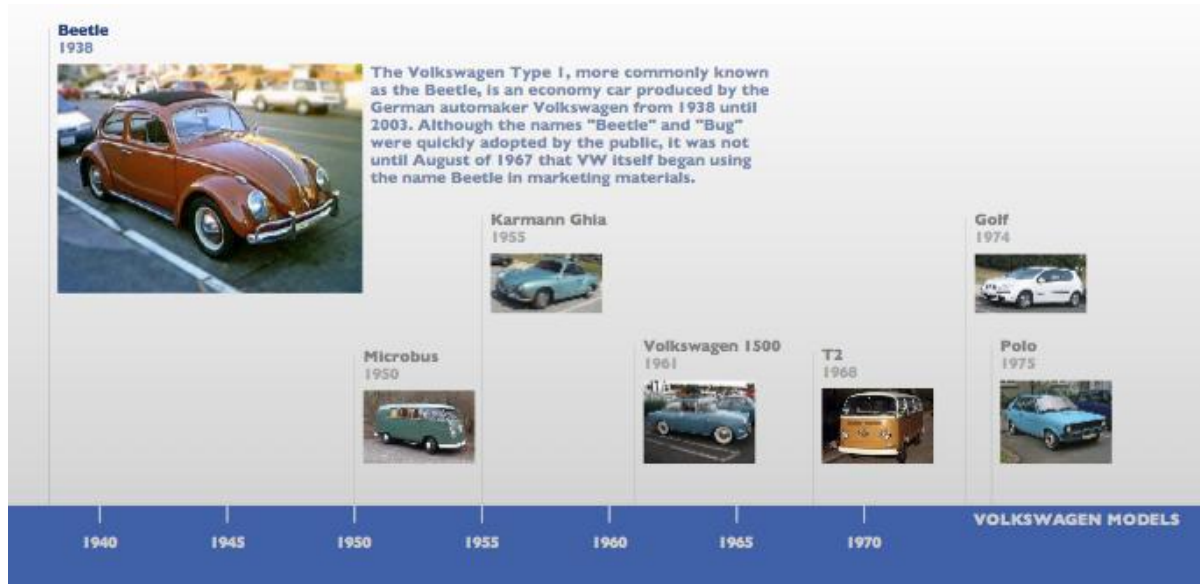 Beetle
1938
The Volkswagen Type 1, more commonly known
as the Beetle, is an economy car produced by the
German automaker Volkswagen from 1938 until
2003. Although the names "Beetle" and "Bug"
were quickly adopted by the public, it was not
until August of 1967 that VW itself began using
the name Beetle in marketing materials.
Karmann Ghia
1955
Golf
1974
Microbus
1950
Volkswagen 1500
1961
T2
1968
Polo
1975
VOLKSWAGEN MODELS
1940 1945 1950 1955 1960 1965 1970